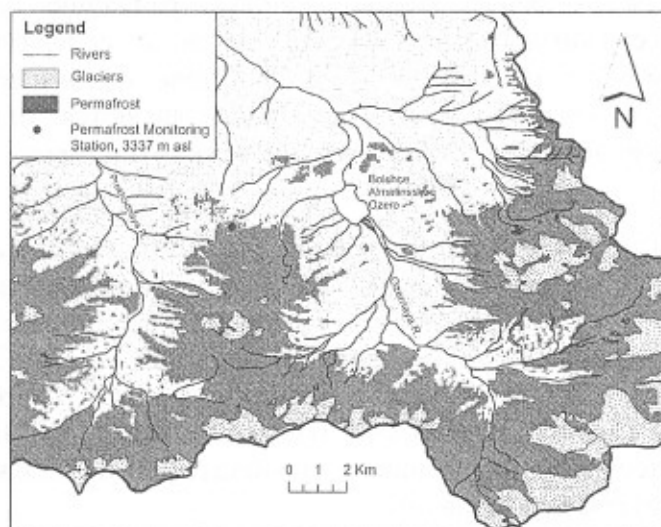 Legend
Rivers
Glaciers
Permafrost
Permafrost Monitoring
Station, 3337 m asl
N
Bolshoe
Almatinskoe
Ozero
0 1 2 Km